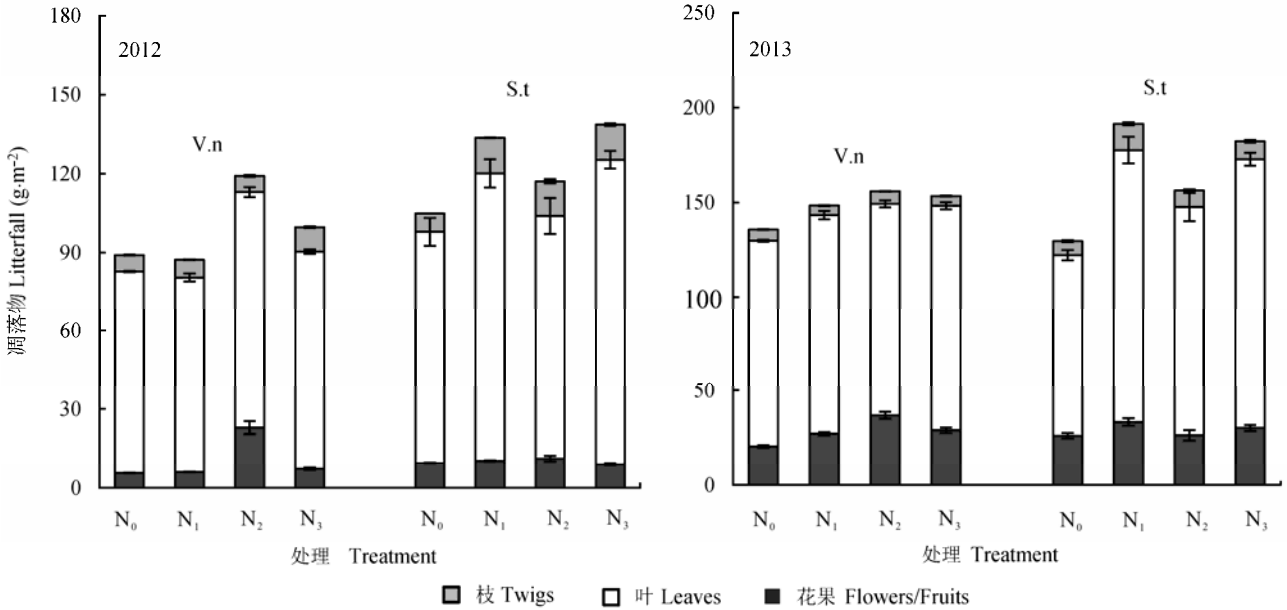 180
150
120
90
60
30
0
凋落物 Litterfall (g·m⁻²)
2012
V.n
S.t
N₀ N₁ N₂ N₃ N₀ N₁ N₂ N₃
处理 Treatment
250
200
150
100
50
0
2013
V.n
S.t
N₀ N₁ N₂ N₃ N₀ N₁ N₂ N₃
处理 Treatment
枝 Twigs 叶 Leaves 花果 Flowers/Fruits